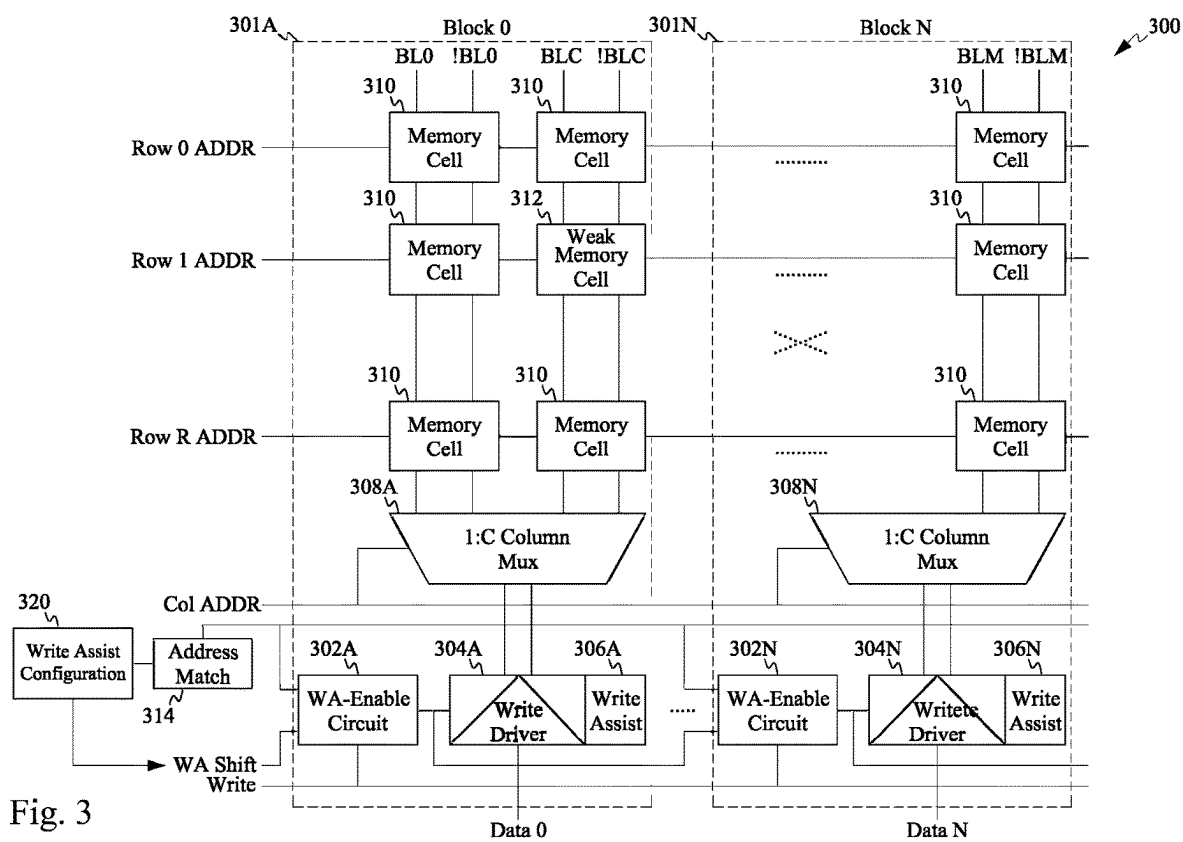 301A Block 0 301N Block N 300
BL0 !BL0 BLC !BLC BLM !BLM
310 310 310
Row 0 ADDR Memory Cell Memory Cell .......... Memory Cell
310 312 310
Row 1 ADDR Memory Cell Weak Memory Cell .......... Memory Cell
310 310 310
Row R ADDR Memory Cell Memory Cell .......... Memory Cell
308A 308N
1:C Column Mux 1:C Column Mux
Col ADDR
320
Write Assist Configuration
Address Match
314
302A 304A 306A 302N 304N 306N
WA-Enable Circuit Write Driver Write Assist ..... WA-Enable Circuit Writete Driver Write Assist
WA Shift
Write
Fig. 3
Data 0 Data N